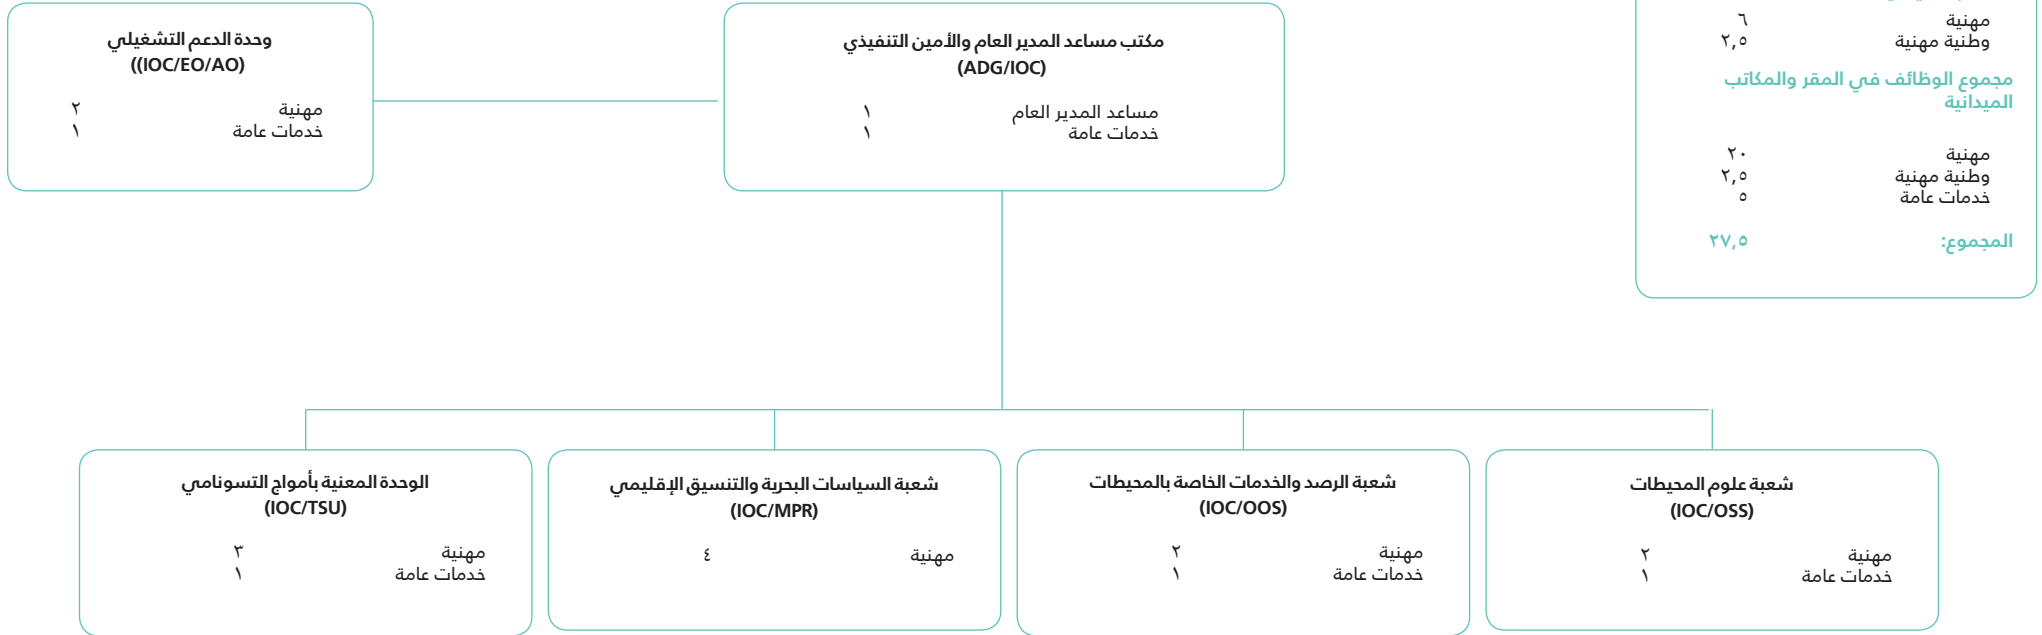 مهنية ٦
وطنية مهنية ٢,٥
مجموع الوظائف في المقر والمكاتب
الميدانية
مهنية ٢٠
وطنية مهنية ٢,٥
خدمات عامة ٥
المجموع: ٢٧,٥
مكتب مساعد المدير العام والأمين التنفيذي
(ADG/IOC)
مساعد المدير العام ١
خدمات عامة ١
وحدة الدعم التشغيلي
((IOC/EO/AO)
مهنية ٢
خدمات عامة ١
شعبة علوم المحيطات
(IOC/OSS)
مهنية ٢
خدمات عامة ١
شعبة الرصد والخدمات الخاصة بالمحيطات
(IOC/OOS)
مهنية ٢
خدمات عامة ١
شعبة السياسات البحرية والتنسيق الإقليمي
(IOC/MPR)
مهنية ٤
الوحدة المعنية بأمواج التسونامي
(IOC/TSU)
مهنية ٣
خدمات عامة ١